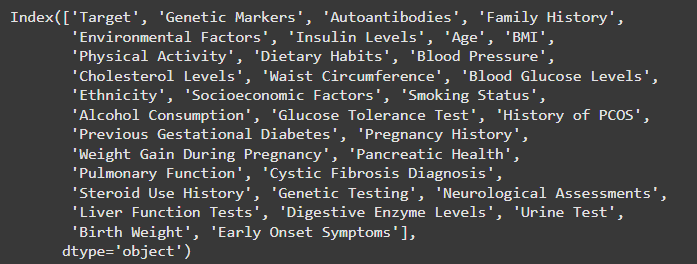 Index(['Target', 'Genetic Markers', 'Autoantibodies', 'Family History',
'Environmental Factors', 'Insulin Levels', 'Age', 'BMI',
'Physical Activity', 'Dietary Habits', 'Blood Pressure',
'Cholesterol Levels', 'Waist Circumference', 'Blood Glucose Levels',
'Ethnicity', 'Socioeconomic Factors', 'Smoking Status',
'Alcohol Consumption', 'Glucose Tolerance Test', 'History of PCOS',
'Previous Gestational Diabetes', 'Pregnancy History',
'Weight Gain During Pregnancy', 'Pancreatic Health',
'Pulmonary Function', 'Cystic Fibrosis Diagnosis',
'Steroid Use History', 'Genetic Testing', 'Neurological Assessments',
'Liver Function Tests', 'Digestive Enzyme Levels', 'Urine Test',
'Birth Weight', 'Early Onset Symptoms'],
dtype='object')